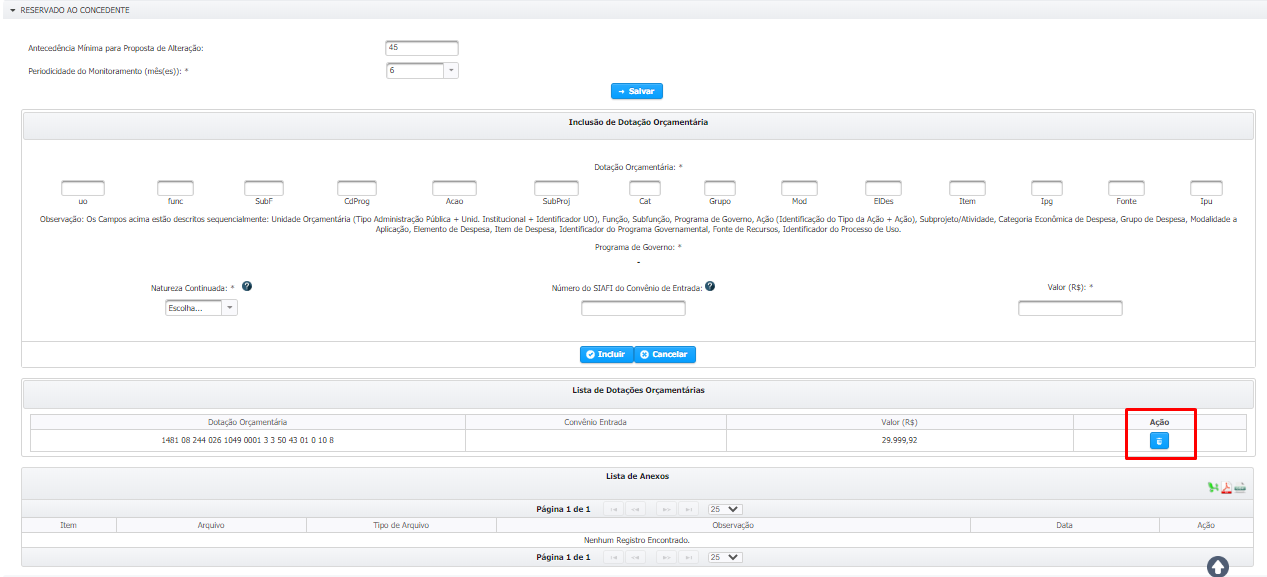 RESERVADO AO CONCEDENTE
Antecedência Mínima para Proposta de Alteração: 45
Periodicidade do Monitoramento (mês(es)): * 6
Salvar
Inclusão de Dotação Orçamentária
Dotação Orçamentária: *
uo func SubF CdProg Acao SubProj Cat Grupo Mod ElDes Item Ipg Fonte Ipu
Observação: Os Campos acima estão descritos sequencialmente: Unidade Orçamentária (Tipo Administração Pública + Unid. Institucional + Identificador UO), Função, Subfunção, Programa de Governo, Ação (Identificação do Tipo da Ação + Ação), Subprojeto/Atividade, Categoria Econômica de Despesa, Grupo de Despesa, Modalidade a
Aplicação, Elemento de Despesa, Item de Despesa, Identificador do Programa Governamental, Fonte de Recursos, Identificador do Processo de Uso.
Programa de Governo: *
-
Natureza Continuada: * ? Número do SIAFI do Convênio de Entrada: ? Valor (R$): *
Escolha...
Incluir Cancelar
Lista de Dotações Orçamentárias
Dotação Orçamentária Convênio Entrada Valor (R$) Ação
1481 08 244 026 1049 0001 3 3 50 43 01 0 10 8 29.999,92
Lista de Anexos
Página 1 de 1 25
Item Arquivo Tipo de Arquivo Observação Data Ação
Nenhum Registro Encontrado.
Página 1 de 1 25